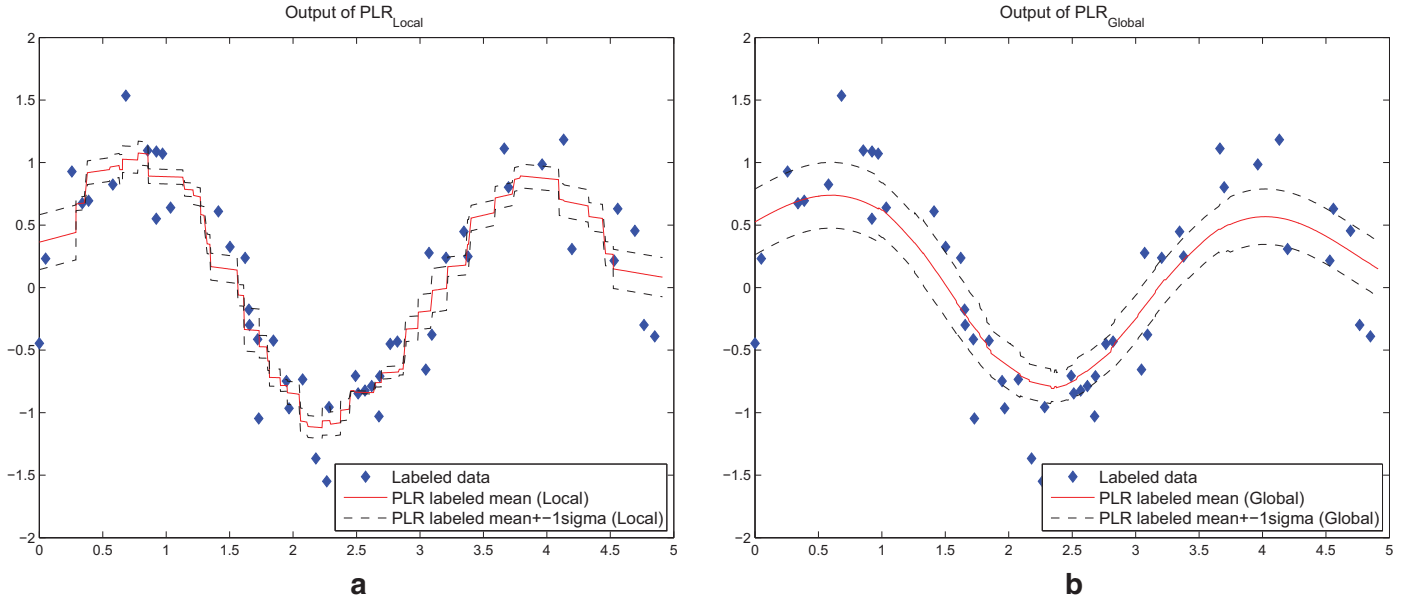 Output of PLR_Local
2
1.5
1
0.5
0
−0.5
−1
−1.5
−2
0 0.5 1 1.5 2 2.5 3 3.5 4 4.5 5
Labeled data
PLR labeled mean (Local)
PLR labeled mean+−1sigma (Local)
a
Output of PLR_Global
2
1.5
1
0.5
0
−0.5
−1
−1.5
−2
0 0.5 1 1.5 2 2.5 3 3.5 4 4.5 5
Labeled data
PLR labeled mean (Global)
PLR labeled mean+−1sigma (Global)
b